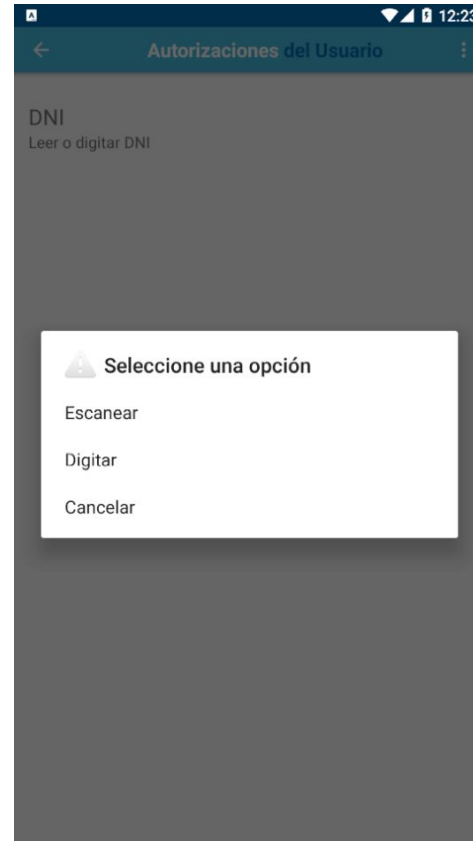 12:23
Autorizaciones del Usuario
DNI
Leer o digitar DNI
Seleccione una opción
Escanear
Digitar
Cancelar